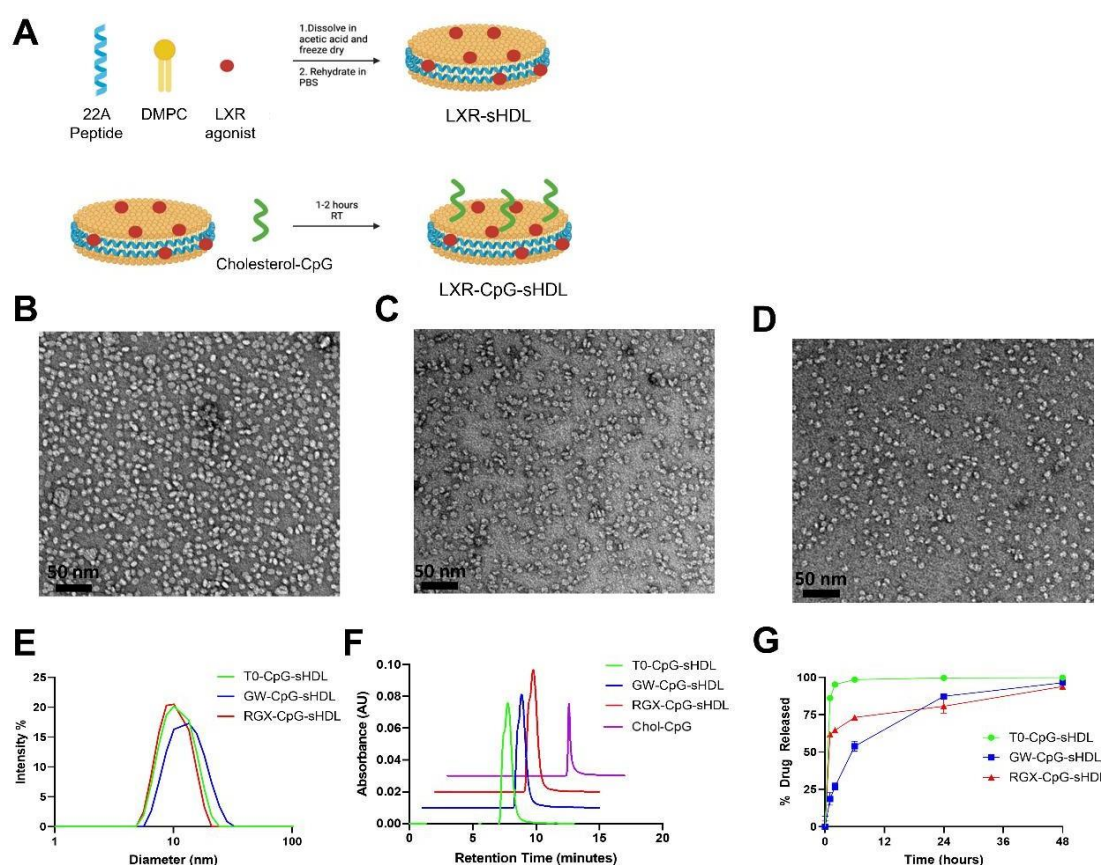 A
1.Dissolve in
acetic acid and
freeze dry
2. Rehydrate in
PBS
22A
Peptide
DMPC
LXR
agonist
LXR-sHDL
1-2 hours
RT
Cholesterol-CpG
LXR-CpG-sHDL
B
50 nm
C
50 nm
D
50 nm
E
Intensity %
25
20
15
10
5
0
1
10
100
Diameter (nm)
T0-CpG-sHDL
GW-CpG-sHDL
RGX-CpG-sHDL
F
Absorbance (AU)
0.10
0.08
0.06
0.04
0.02
0.00
0
5
10
15
20
Retention Time (minutes)
T0-CpG-sHDL
GW-CpG-sHDL
RGX-CpG-sHDL
Chol-CpG
G
% Drug Released
100
75
50
25
0
0
12
24
36
48
Time (hours)
T0-CpG-sHDL
GW-CpG-sHDL
RGX-CpG-sHDL